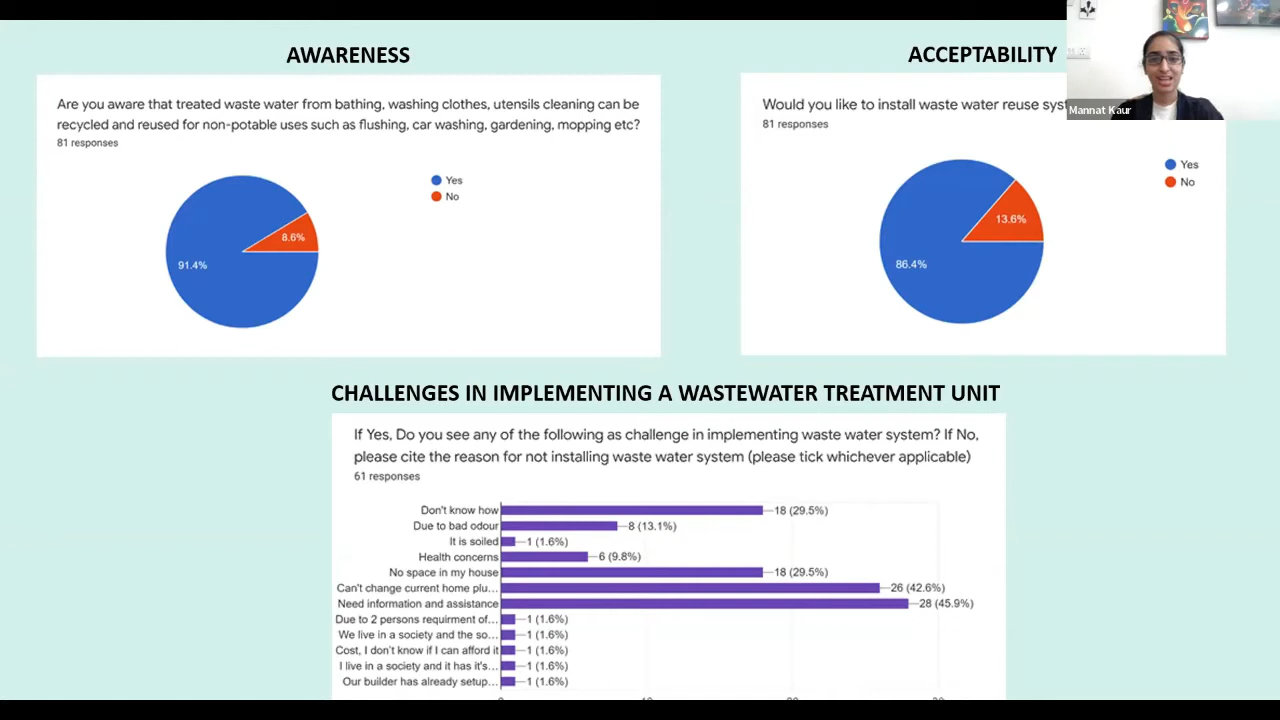 AWARENESS
Are you aware that treated waste water from bathing, washing clothes, utensils cleaning can be
recycled and reused for non-potable uses such as flushing, car washing, gardening, mopping etc?
81 responses
Yes
No
8.6%
91.4%
ACCEPTABILITY
Would you like to install waste water reuse
81 responses
Yes
No
13.6%
86.4%
Mannat Kaur
CHALLENGES IN IMPLEMENTING A WASTEWATER TREATMENT UNIT
If Yes, Do you see any of the following as challenge in implementing waste water system? If No,
please cite the reason for not installing waste water system (please tick whichever applicable)
61 responses
Don't know how 18 (29.5%)
Due to bad odour 8 (13.1%)
It is soiled 1 (1.6%)
Health concerns 6 (9.8%)
No space in my house 18 (29.5%)
Can't change current home plu... 26 (42.6%)
Need information and assistance 28 (45.9%)
Due to 2 persons requirment of... 1 (1.6%)
We live in a society and the so... 1 (1.6%)
Cost, I don't know if I can afford it 1 (1.6%)
I live in a society and it has it's... 1 (1.6%)
Our builder has already setup... 1 (1.6%)